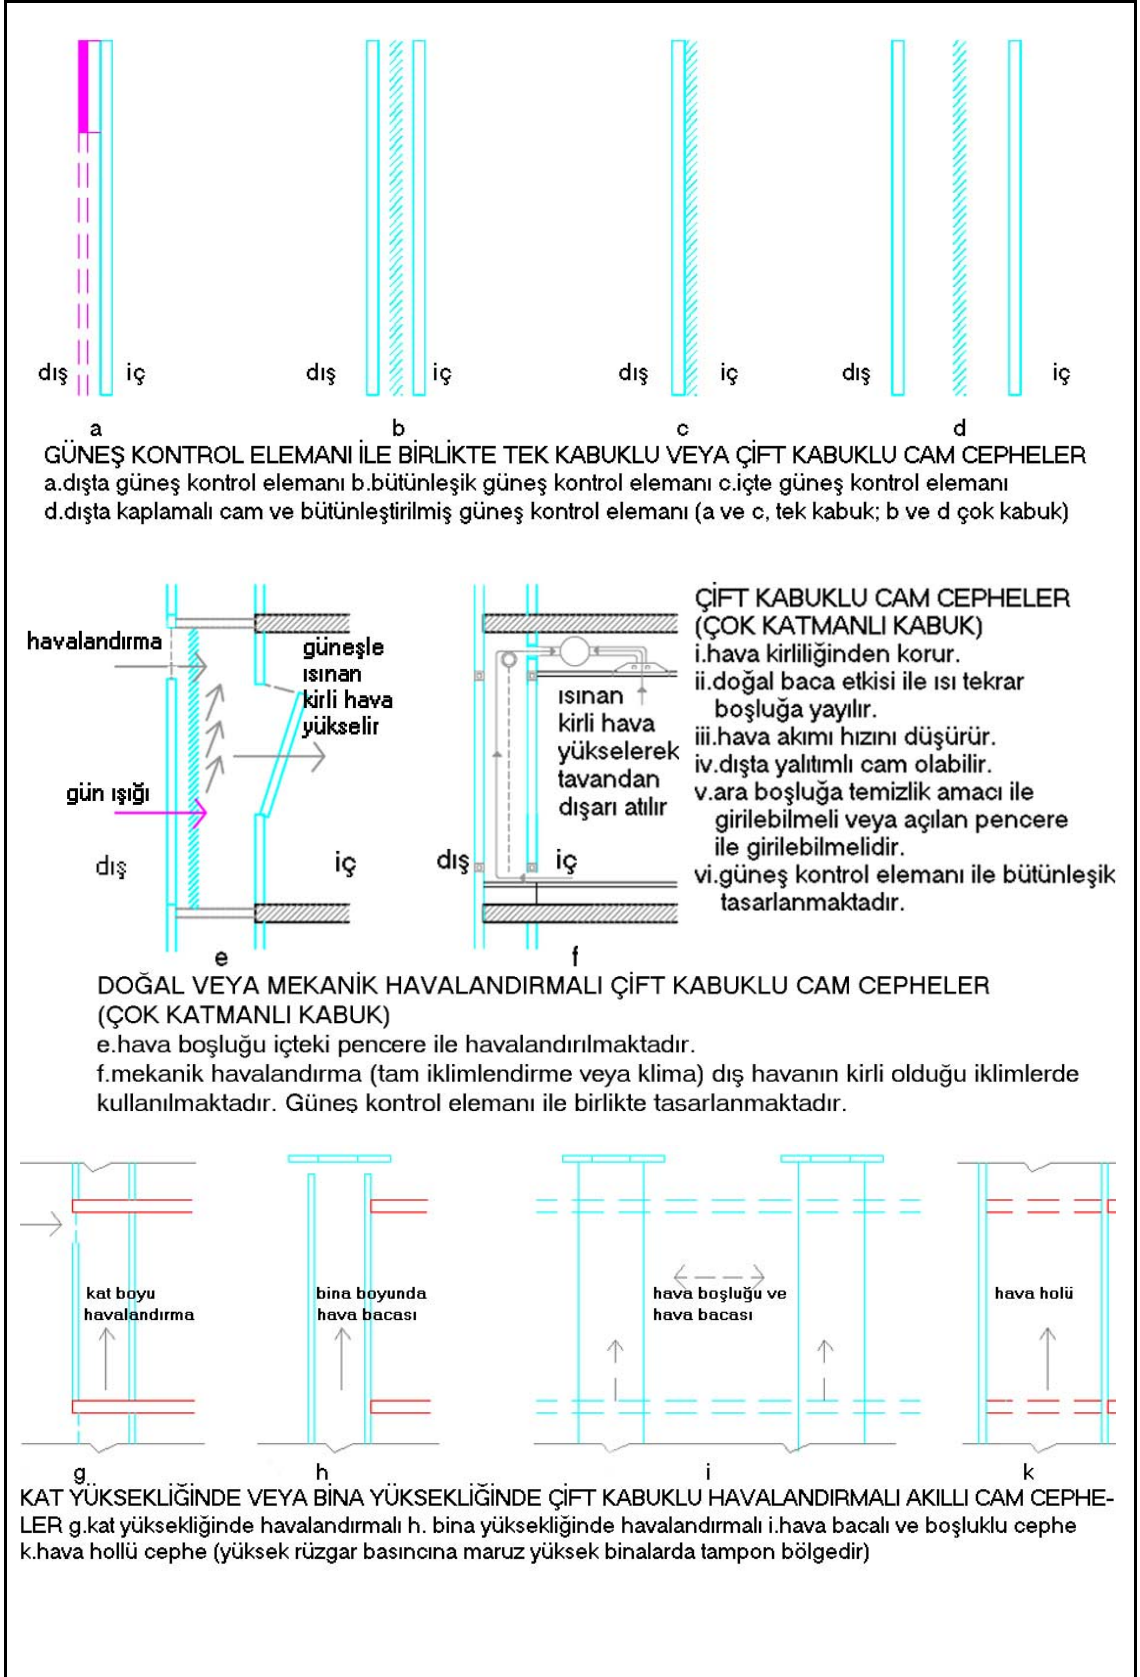 dış iç dış iç dış iç dış iç
a b c d
GÜNEŞ KONTROL ELEMANI İLE BİRLİKTE TEK KABUKLU VEYA ÇİFT KABUKLU CAM CEPHELER
a.dışta güneş kontrol elemanı b.bütünleşik güneş kontrol elemanı c.içte güneş kontrol elemanı
d.dışta kaplamalı cam ve bütünleştirilmiş güneş kontrol elemanı (a ve c, tek kabuk; b ve d çok kabuk)
havalandırma
güneşle
ısınan
kirli hava
yükselir
gün ışığı
dış iç
e
ısınan
kirli hava
yükselerek
tavandan
dışarı atılır
dış iç
f
ÇİFT KABUKLU CAM CEPHELER
(ÇOK KATMANLI KABUK)
i.hava kirliliğinden korur.
ii.doğal baca etkisi ile ısı tekrar
boşluğa yayılır.
iii.hava akımı hızını düşürür.
iv.dışta yalıtımlı cam olabilir.
v.ara boşluğa temizlik amacı ile
girilebilmeli veya açılan pencere
ile girilebilmelidir.
vi.güneş kontrol elemanı ile bütünleşik
tasarlanmaktadır.
DOĞAL VEYA MEKANİK HAVALANDIRMALI ÇİFT KABUKLU CAM CEPHELER
(ÇOK KATMANLI KABUK)
e.hava boşluğu içteki pencere ile havalandırılmaktadır.
f.mekanik havalandırma (tam iklimlendirme veya klima) dış havanın kirli olduğu iklimlerde
kullanılmaktadır. Güneş kontrol elemanı ile birlikte tasarlanmaktadır.
kat boyu
havalandırma
bina boyunda
hava bacası
hava boşluğu ve
hava bacası
hava holü
g h i k
KAT YÜKSEKLİĞİNDE VEYA BİNA YÜKSEKLİĞİNDE ÇİFT KABUKLU HAVALANDIRMALI AKILLI CAM CEPHE-
LER g.kat yüksekliğinde havalandırmalı h. bina yüksekliğinde havalandırmalı i.hava bacalı ve boşluklu cephe
k.hava hollü cephe (yüksek rüzgar basıncına maruz yüksek binalarda tampon bölgedir)